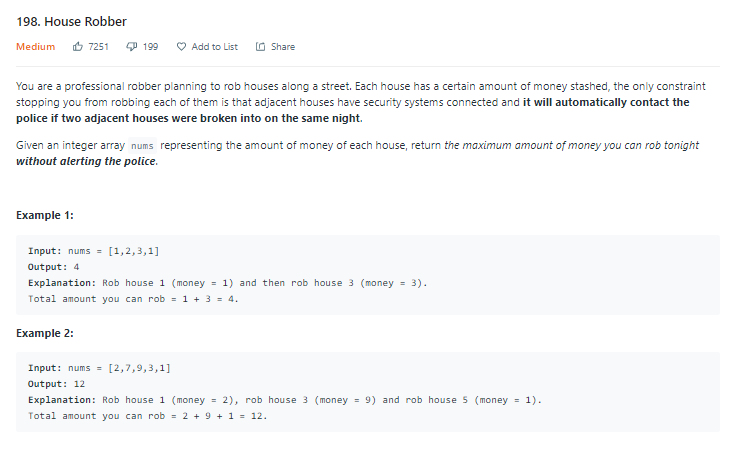 198. House Robber
Medium 7251 199 Add to List Share
You are a professional robber planning to rob houses along a street. Each house has a certain amount of money stashed, the only constraint
stopping you from robbing each of them is that adjacent houses have security systems connected and it will automatically contact the
police if two adjacent houses were broken into on the same night.
Given an integer array nums representing the amount of money of each house, return the maximum amount of money you can rob tonight
without alerting the police.
Example 1:
Input: nums = [1,2,3,1]
Output: 4
Explanation: Rob house 1 (money = 1) and then rob house 3 (money = 3).
Total amount you can rob = 1 + 3 = 4.
Example 2:
Input: nums = [2,7,9,3,1]
Output: 12
Explanation: Rob house 1 (money = 2), rob house 3 (money = 9) and rob house 5 (money = 1).
Total amount you can rob = 2 + 9 + 1 = 12.